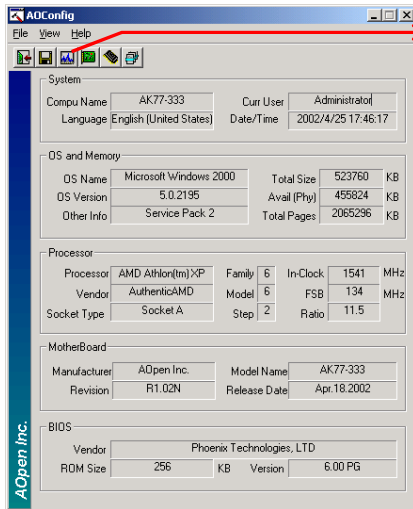 AOConfig
File View Help
System
Compu Name AK77-333 Curr User Administrator
Language English (United States) Date/Time 2002/4/25 17:46:17
OS and Memory
OS Name Microsoft Windows 2000 Total Size 523760 KB
OS Version 5.0.2195 Avail (Phy) 455824 KB
Other Info Service Pack 2 Total Pages 2065296 KB
Processor
Processor AMD Athlon(tm) XP Family 6 In-Clock 1541 MHz
Vendor AuthenticAMD Model 6 FSB 134 MHz
Socket Type Socket A Step 2 Ratio 11.5
MotherBoard
Manufacturer AOpen Inc. Model Name AK77-333
Revision R1.02N Release Date Apr.18.2002
BIOS
Vendor Phoenix Technologies, LTD
ROM Size 256 KB Version 6.00 PG
AOpen Inc.